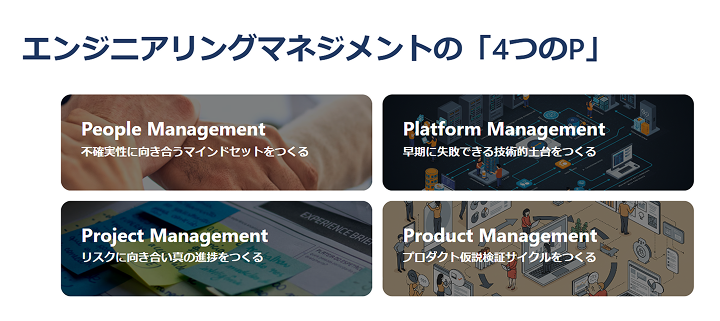 エンジニアリングマネジメントの「4つのP」
People Management
不確実性に向き合うマインドセットをつくる
Platform Management
早期に失敗できる技術的土台をつくる
EXPERIENCE BRIEF
Project Management
リスクに向き合い真の進捗をつくる
Product Management
プロダクト仮説検証サイクルをつくる